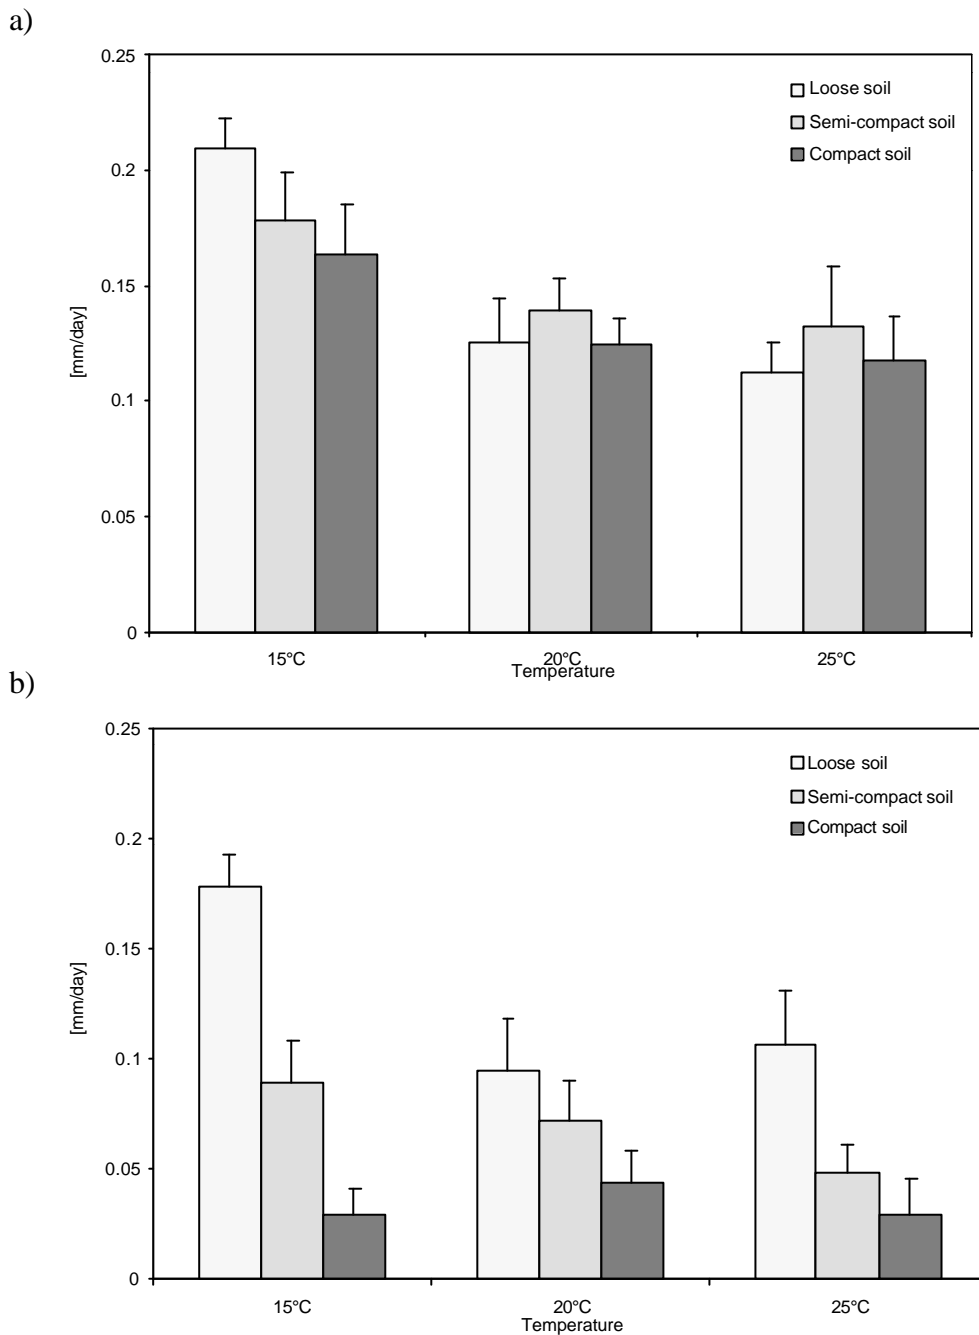 a)
0.25
Loose soil
Semi-compact soil
0.2
Compact soil
0.15
[mm/day]
0.1
0.05
0
15°C 20°C 25°C
Temperature
b)
0.25
Loose soil
Semi-compact soil
Compact soil
0.2
0.15
[mm/day]
0.1
0.05
0
15°C 20°C 25°C
Temperature